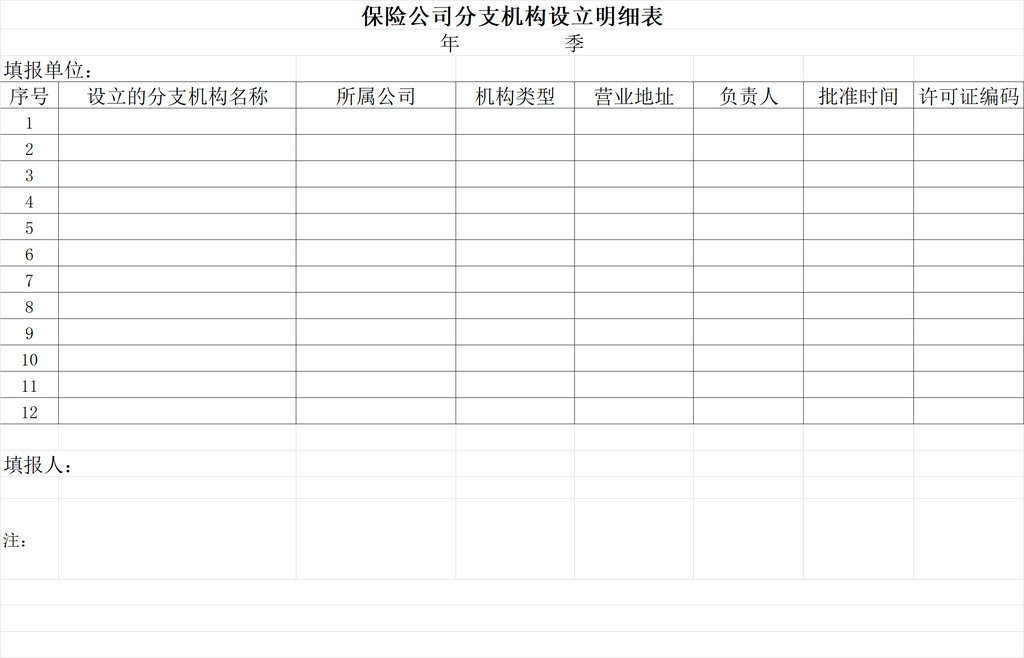 保险公司分支机构设立明细表
年 季
填报单位：
序号 设立的分支机构名称 所属公司 机构类型 营业地址 负责人 批准时间 许可证编码
1
2
3
4
5
6
7
8
9
10
11
12
填报人：
注：